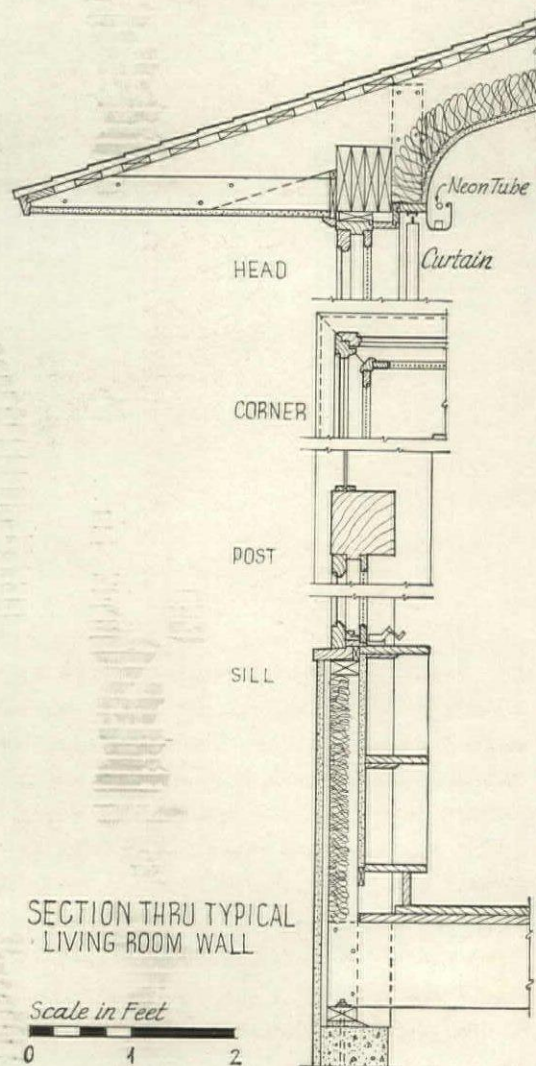 Neon Tube
HEAD
Curtain
CORNER
POST
SILL
SECTION THRU TYPICAL
LIVING ROOM WALL
Scale in Feet
0 1 2